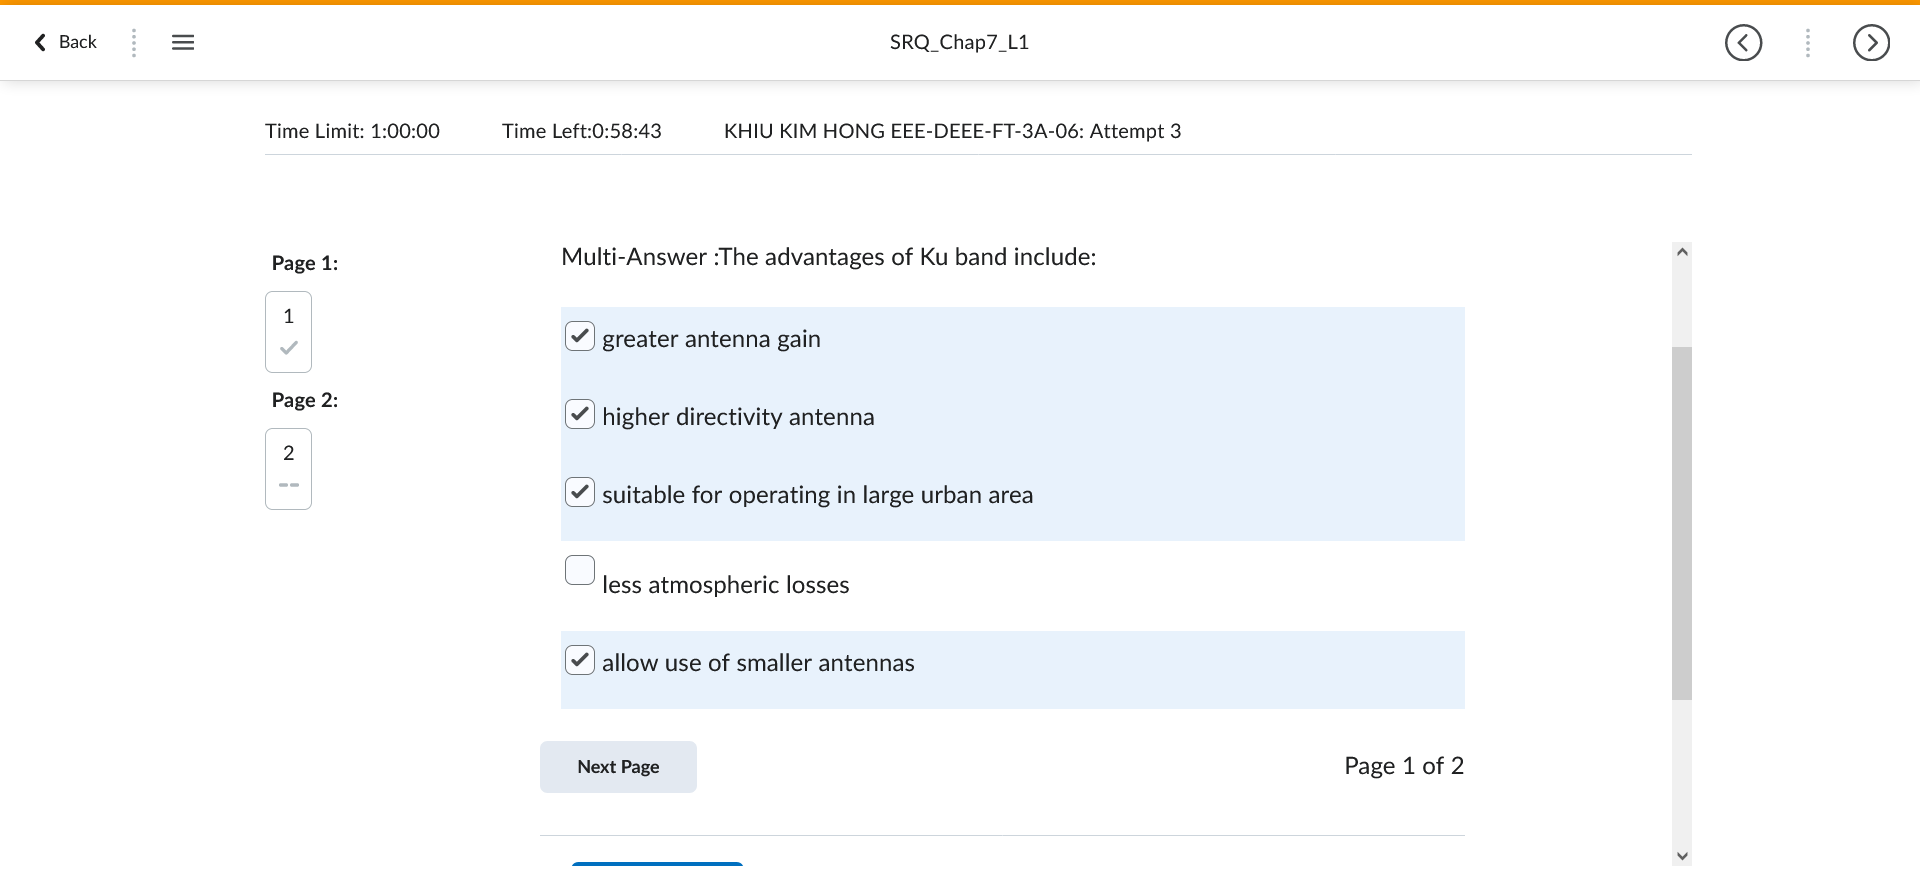 Back
SRQ_Chap7_L1
Time Limit: 1:00:00 Time Left:0:58:43 KHIU KIM HONG EEE-DEEE-FT-3A-06: Attempt 3
Page 1:
1
Page 2:
2
--
Multi-Answer :The advantages of Ku band include:
greater antenna gain
higher directivity antenna
suitable for operating in large urban area
less atmospheric losses
allow use of smaller antennas
Next Page
Page 1 of 2